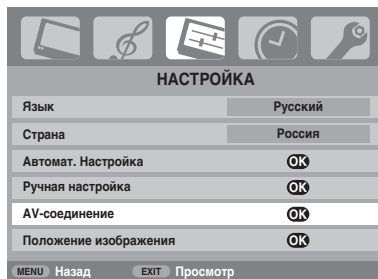 НАСТРОЙКА
Язык Русский
Страна Россия
Автомат. Настройка OK
Ручная настройка OK
AV-соединение OK
Положение изображения OK
MENU Назад EXIT Просмотр